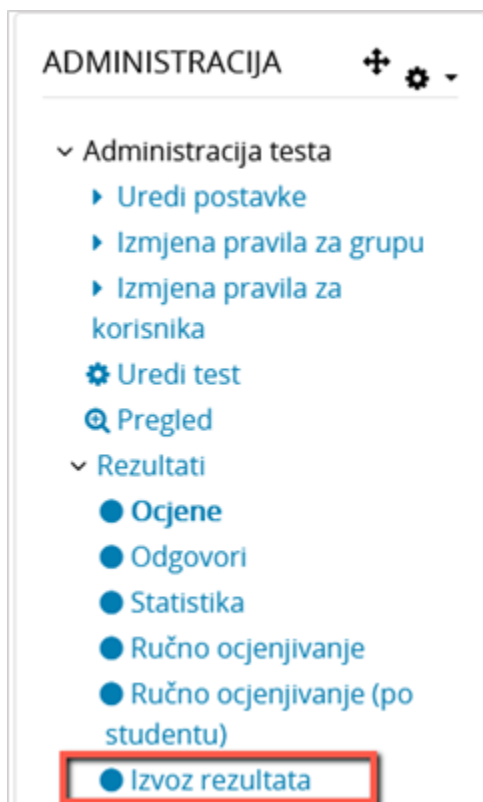 ADMINISTRACIJA
Administracija testa
Uredi postavke
Izmjena pravila za grupu
Izmjena pravila za
korisnika
Uredi test
Pregled
Rezultati
Ocjene
Odgovori
Statistika
Ručno ocjenjivanje
Ručno ocjenjivanje (po
studentu)
Izvoz rezultata